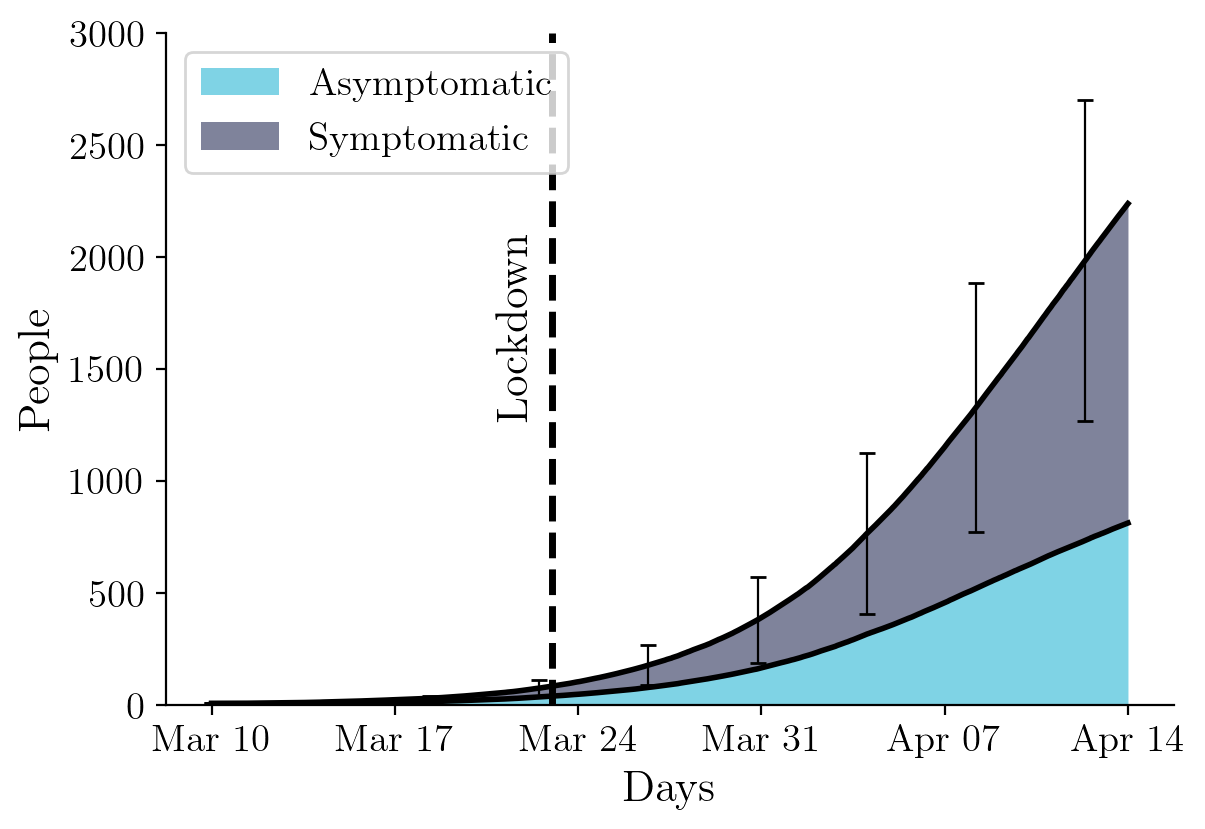 3000
2500
2000
1500
1000
500
0
People
Asymptomatic
Symptomatic
Lockdown
Mar 10 Mar 17 Mar 24 Mar 31 Apr 07 Apr 14
Days